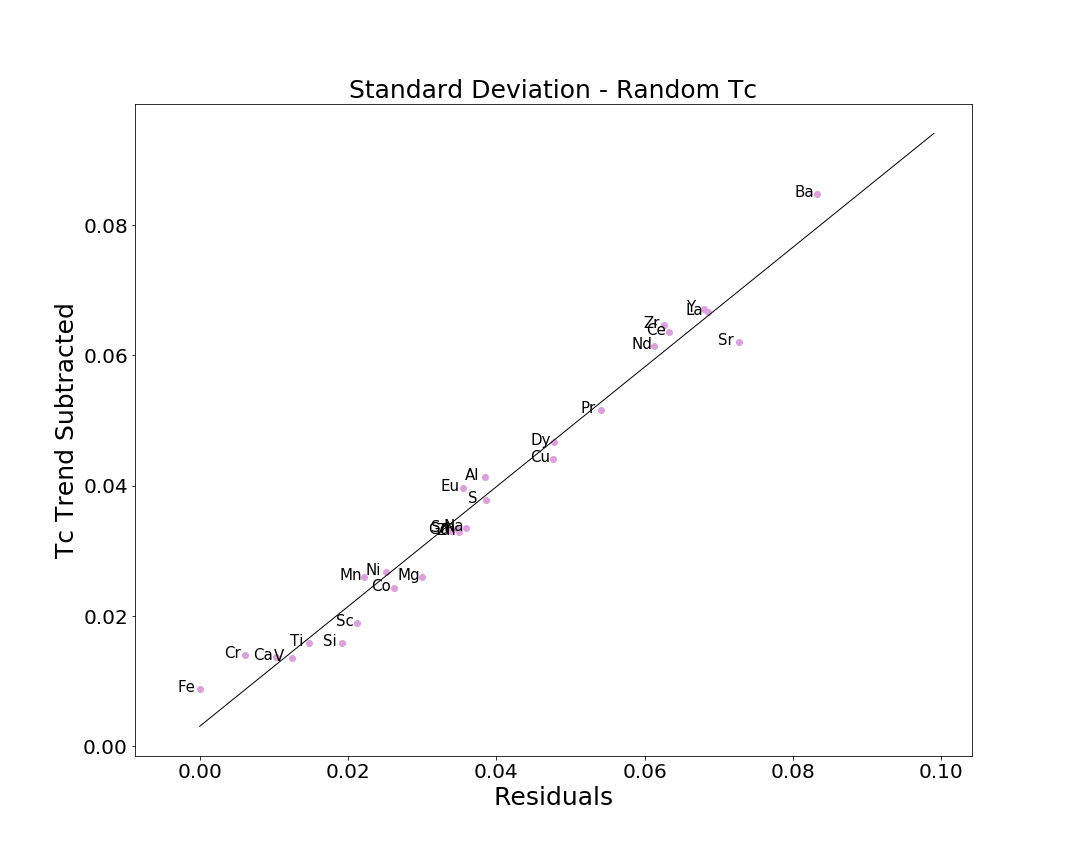 Standard Deviation - Random Tc
Ba
0.08
Y
La
Zr
Ce
Sr
Nd
0.06
Pr
Dy
Cu
Al
Eu
0.04
S
Na
Mn
Ni
Mg
Co
0.02
Sc
Ti
Si
Cr
Ca
V
Fe
0.00
Tc Trend Subtracted
0.00
0.02
0.04
0.06
0.08
0.10
Residuals